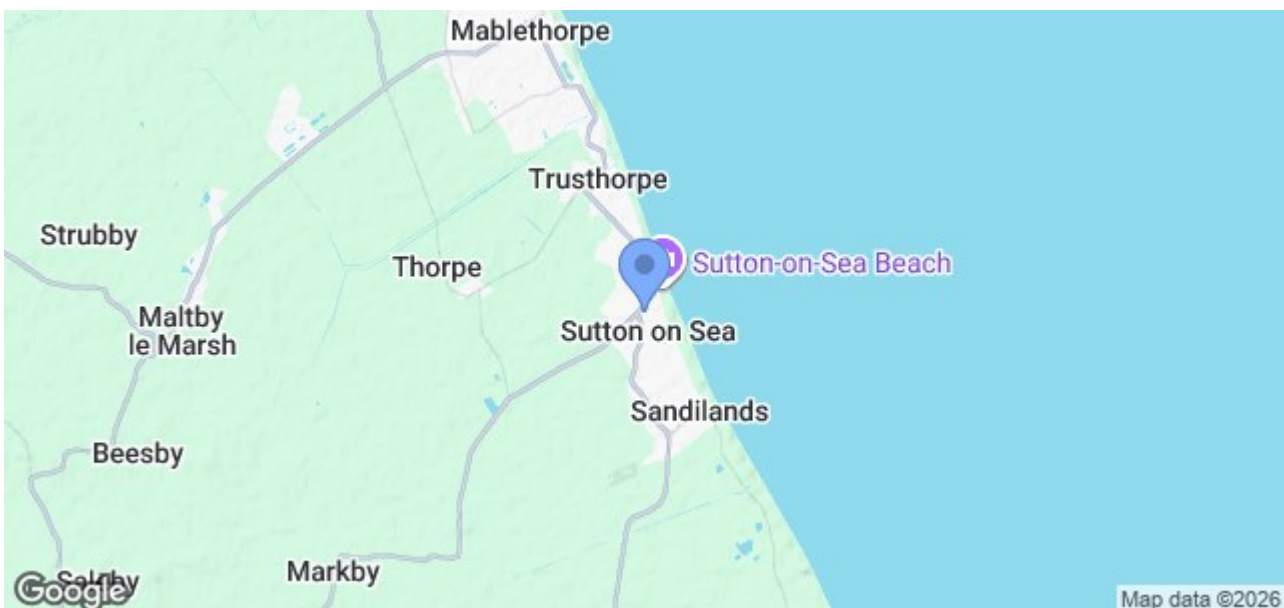 Mablethorpe
Trusthorpe
Strubby
Thorpe
Sutton-on-Sea Beach
Maltby
le Marsh
Sutton on Sea
Sandilands
Beesby
Markby
Google
Map data ©2026